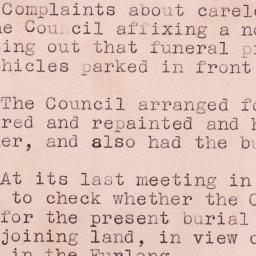 Complaints about carel
e Council affixing a no
ing out that funeral p
hicles parked in front
The Council arranged fo
red and repainted and h
er, and also had the bu
At its last meeting in
to check whether the C
for the present burial
joining land, in view o
in the Furlong